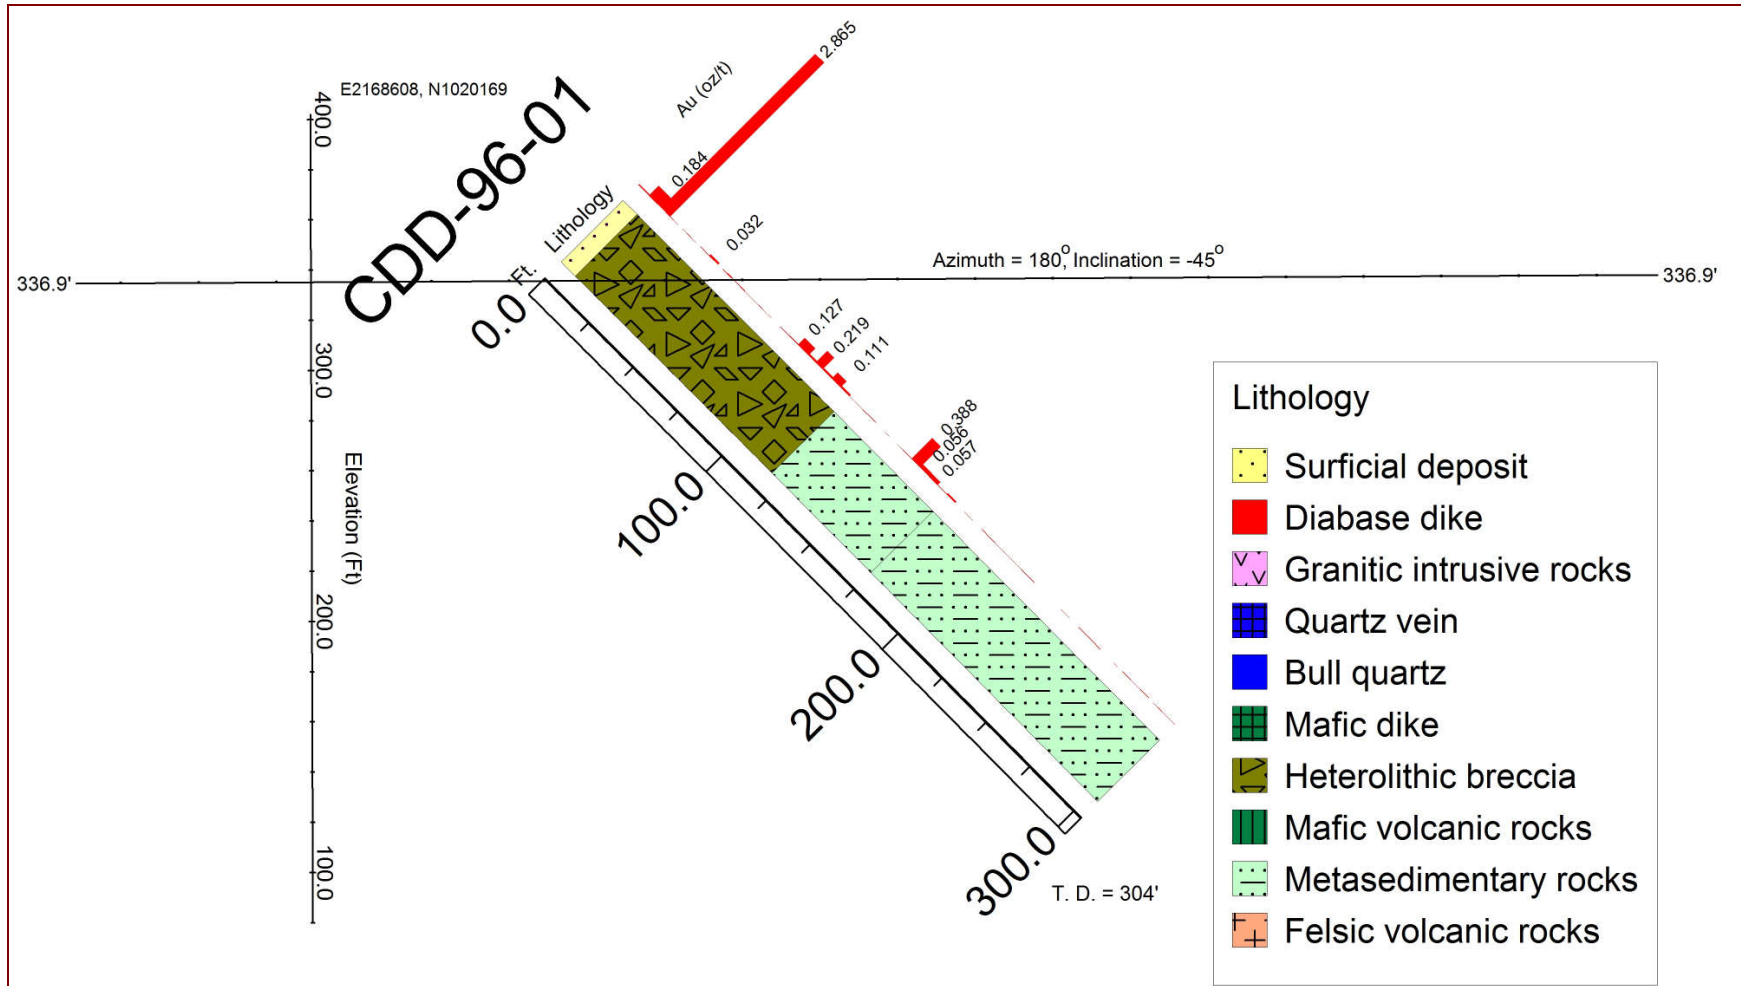 E2168608, N1020169
CDD-96-01
Au (oz/t)
2.865
0.184
0.032
Lithology
Ft.
Azimuth = 180°, Inclination = -45°
336.9'
336.9'
0.127
0.219
0.111
0.388
0.056
0.057
400.0
300.0
200.0
100.0
Elevation (Ft)
0.0
100.0
200.0
300.0
T. D. = 304'
Lithology
Surficial deposit
Diabase dike
Granitic intrusive rocks
Quartz vein
Bull quartz
Mafic dike
Heterolithic breccia
Mafic volcanic rocks
Metasedimentary rocks
Felsic volcanic rocks